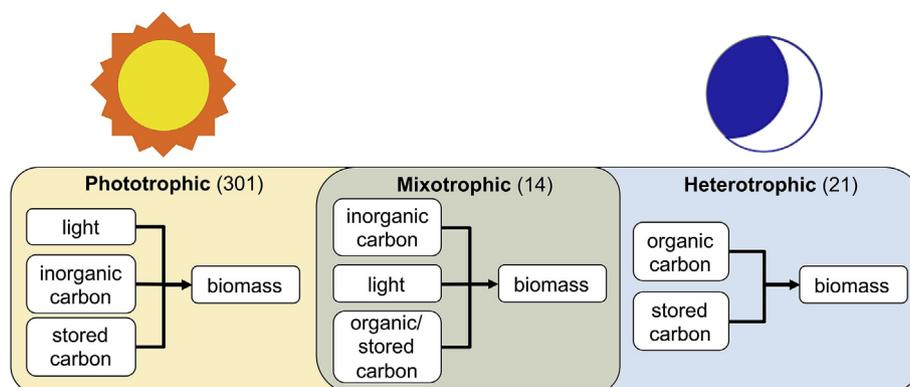 Phototrophic (301)
light
inorganic
carbon
stored
carbon
biomass
Mixotrophic (14)
inorganic
carbon
light
organic/
stored
carbon
biomass
Heterotrophic (21)
organic
carbon
stored
carbon
biomass